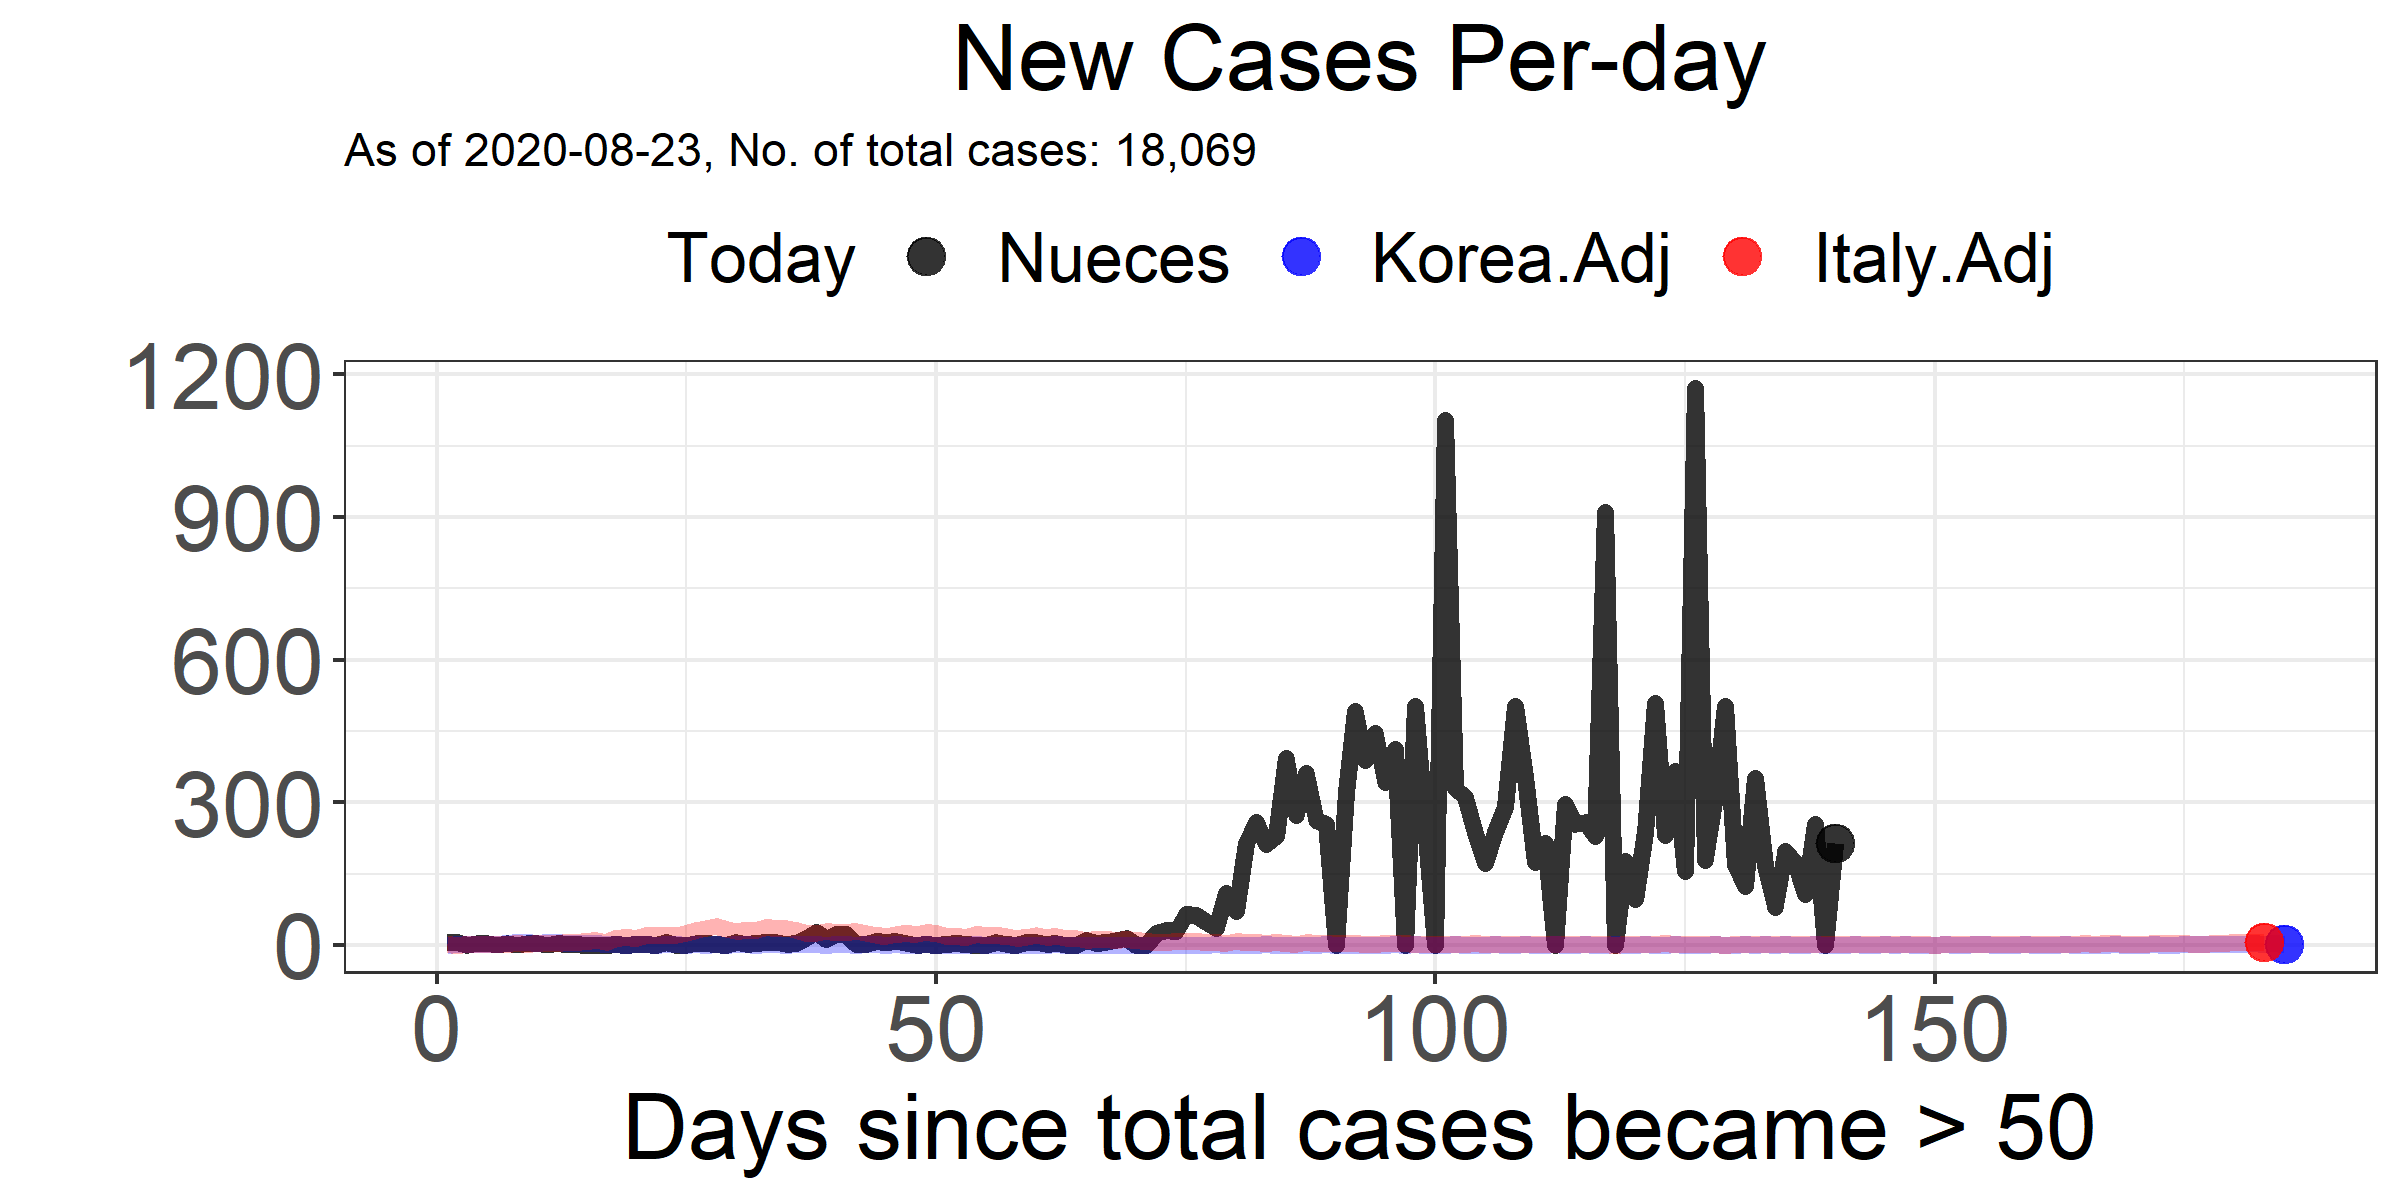 New Cases Per-day
As of 2020-08-23, No. of total cases: 18,069
Today Nueces Korea.Adj Italy.Adj
1200
900
600
300
0
0 50 100 150
Days since total cases became > 50